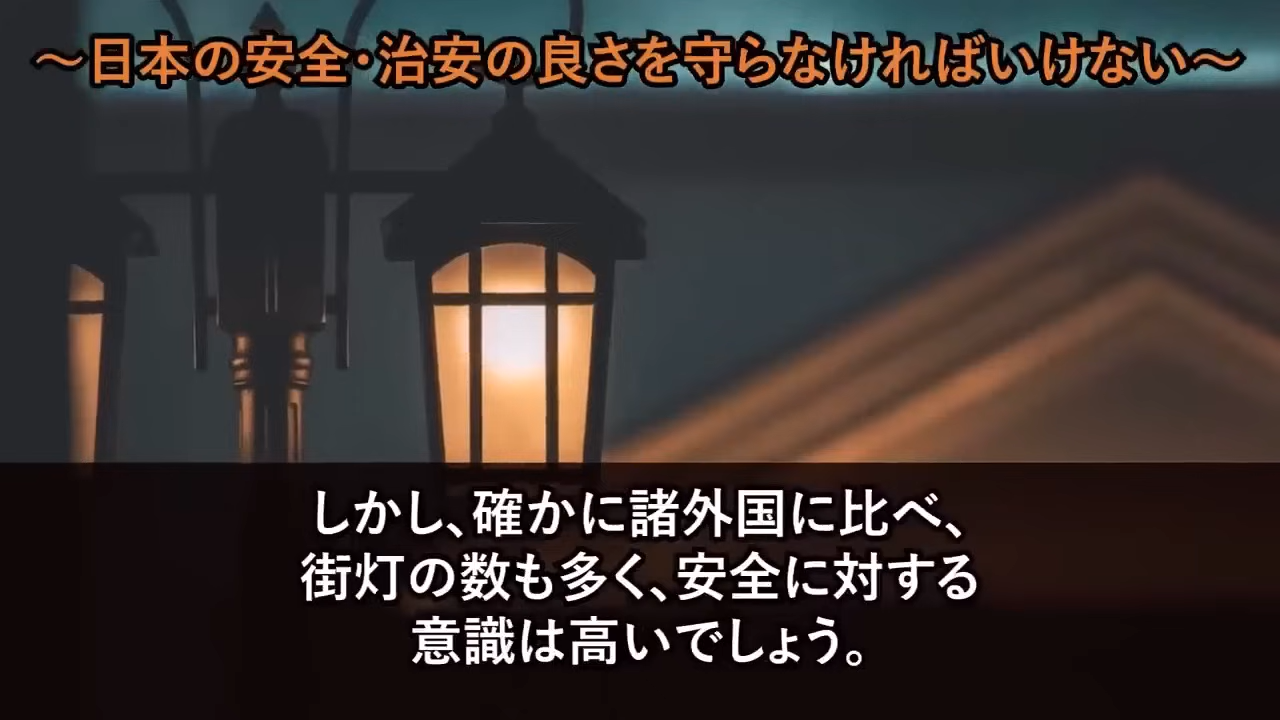 ～日本の安全・治安の良さを守らなければいけない～
しかし、確かに諸外国に比べ、
街灯の数も多く、安全に対する
意識は高いでしょう。